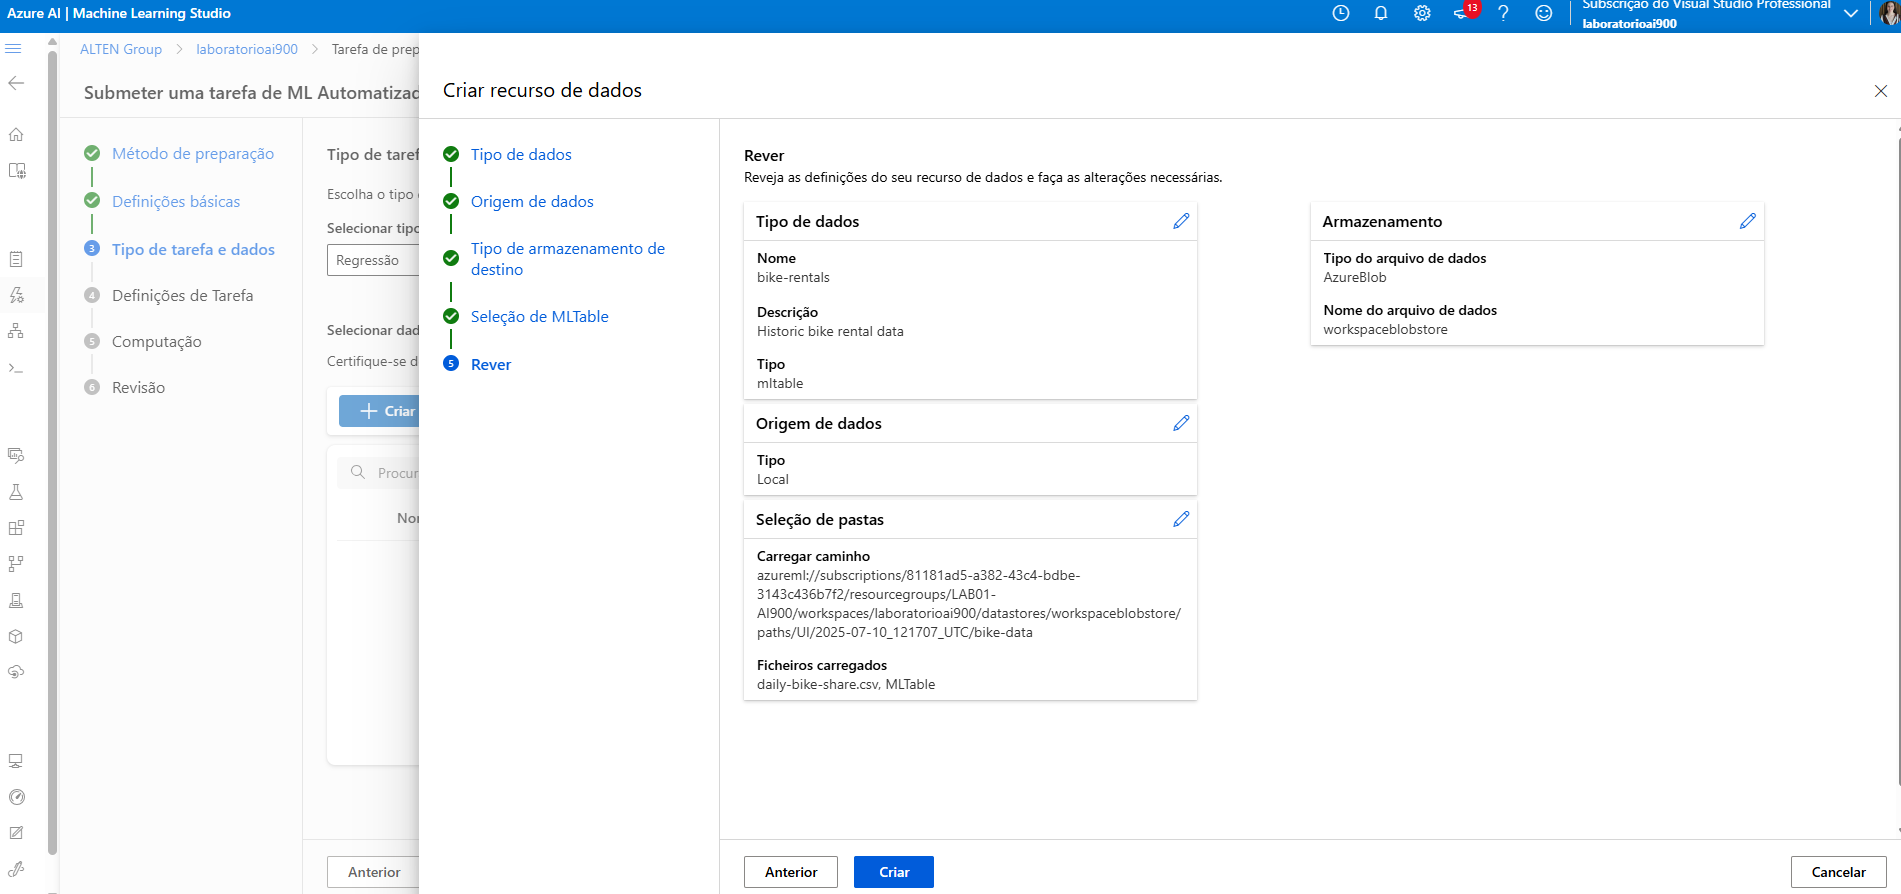 Azure AI | Machine Learning Studio
13
Subscrição do Visual Studio Professional
laboratorioai900
ALTEN Group > laboratorioai900 > Tarefa de prep
Submeter uma tarefa de ML Automatizad
Método de preparação
Definições básicas
3 Tipo de tarefa e dados
4 Definições de Tarefa
5 Computação
6 Revisão
Tipo de taref
Escolha o tipo
Selecionar tipo
Regressão
Selecionar dad
Certifique-se d
Criar
Procur
Nor
Anterior
Criar recurso de dados
Tipo de dados
Origem de dados
Tipo de armazenamento de
destino
Seleção de MLTable
5 Rever
Rever
Reveja as definições do seu recurso de dados e faça as alterações necessárias.
Tipo de dados
Nome
bike-rentals
Descrição
Historic bike rental data
Tipo
mltable
Origem de dados
Tipo
Local
Seleção de pastas
Carregar caminho
azureml://subscriptions/81181ad5-a382-43c4-bdbe-
3143c436b7f2/resourcegroups/LAB01-
AI900/workspaces/laboratorioai900/datastores/workspaceblobstore/
paths/UI/2025-07-10_121707_UTC/bike-data
Ficheiros carregados
daily-bike-share.csv, MLTable
Armazenamento
Tipo do arquivo de dados
AzureBlob
Nome do arquivo de dados
workspaceblobstore
Anterior
Criar
Cancelar